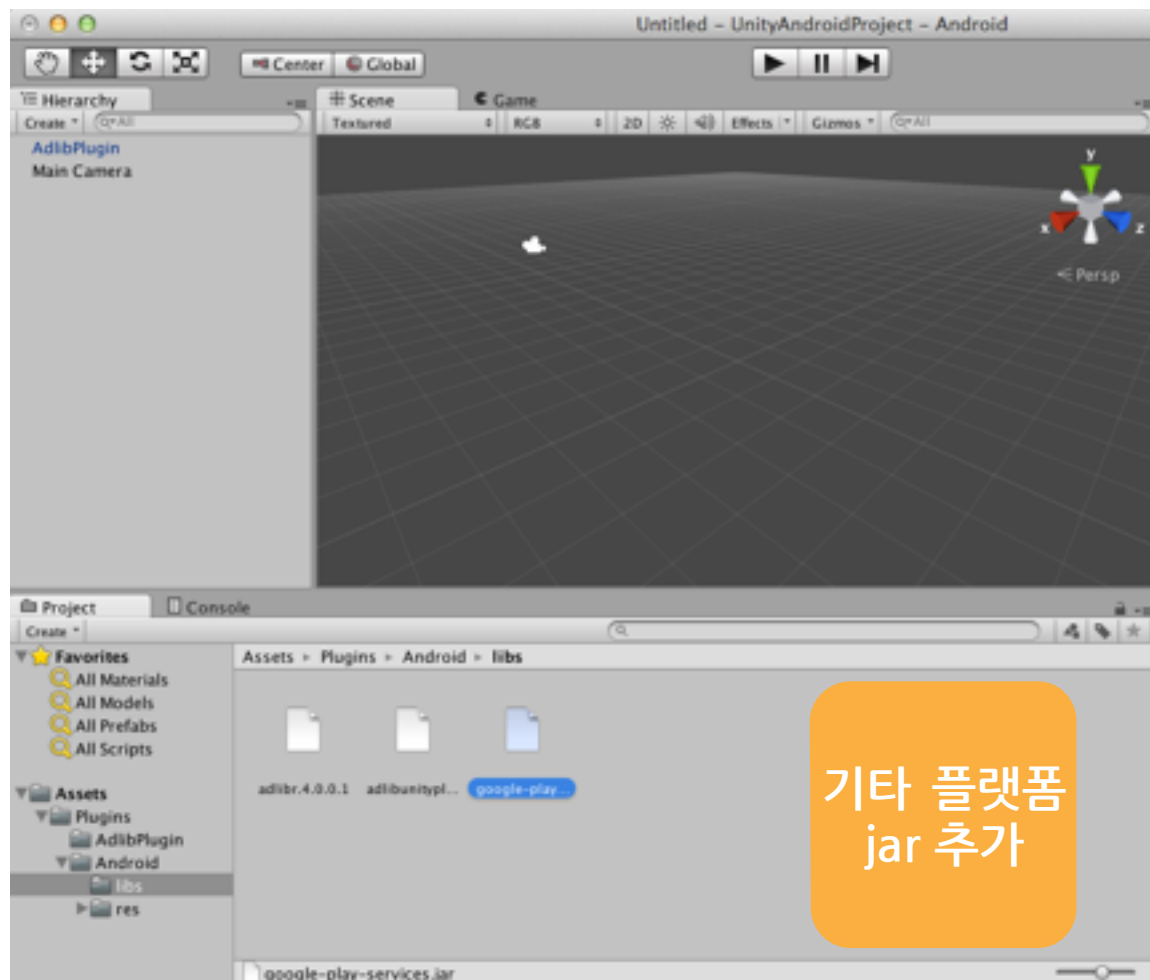 Untitled – UnityAndroidProject – Android
Center Global
Hierarchy
Scene
Game
Create
All
Textured
RGB
2D
Effects
Gizmos
All
AdlibPlugin
Main Camera
y
x
z
Persp
Project
Console
Create
Favorites
All Materials
All Models
All Prefabs
All Scripts
Assets
Plugins
AdlibPlugin
Android
libs
res
Assets ▸ Plugins ▸ Android ▸ libs
adlibr.4.0.0.1
adlibunitypl...
google-play...
기타 플랫폼
jar 추가
google-play-services.jar